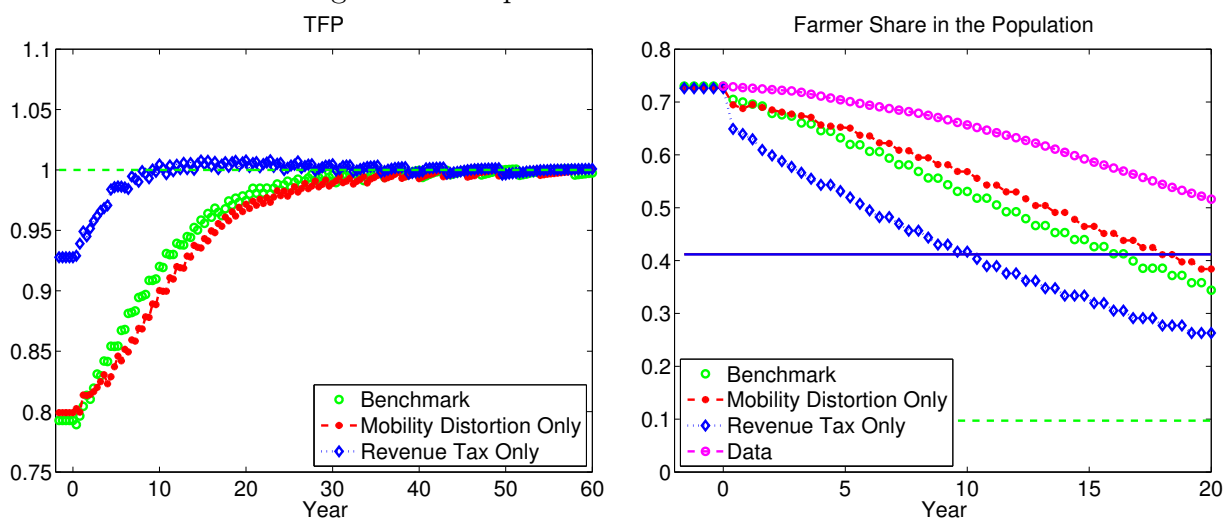 TFP
1.1
1.05
1
0.95
0.9
0.85
0.8
0.75
0 10 20 30 40 50 60
Year
Benchmark
Mobility Distortion Only
Revenue Tax Only
Farmer Share in the Population
0.8
0.7
0.6
0.5
0.4
0.3
0.2
0.1
0
0 5 10 15 20
Year
Benchmark
Mobility Distortion Only
Revenue Tax Only
Data